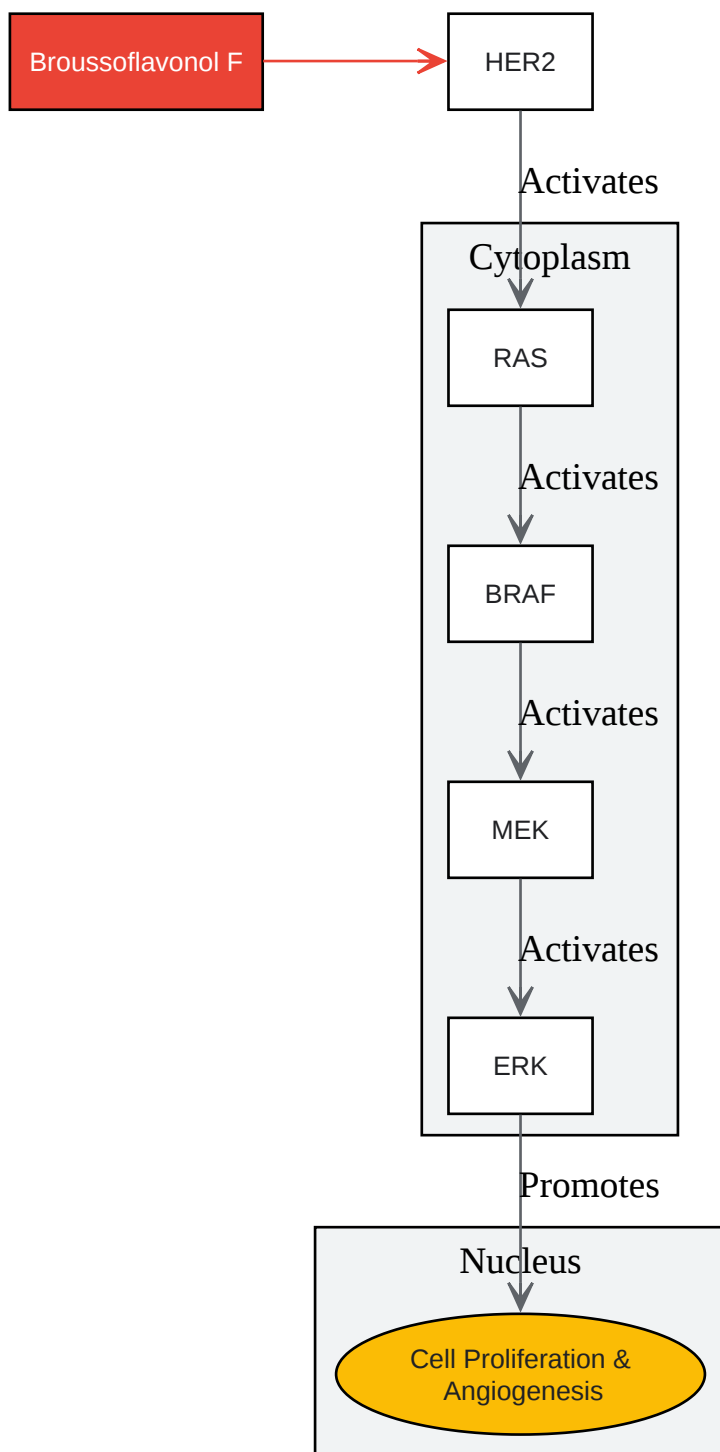 Broussoflavonol F
HER2
Activates
Cytoplasm
RAS
Activates
BRAF
Activates
MEK
Activates
ERK
Promotes
Nucleus
Cell Proliferation &
Angiogenesis